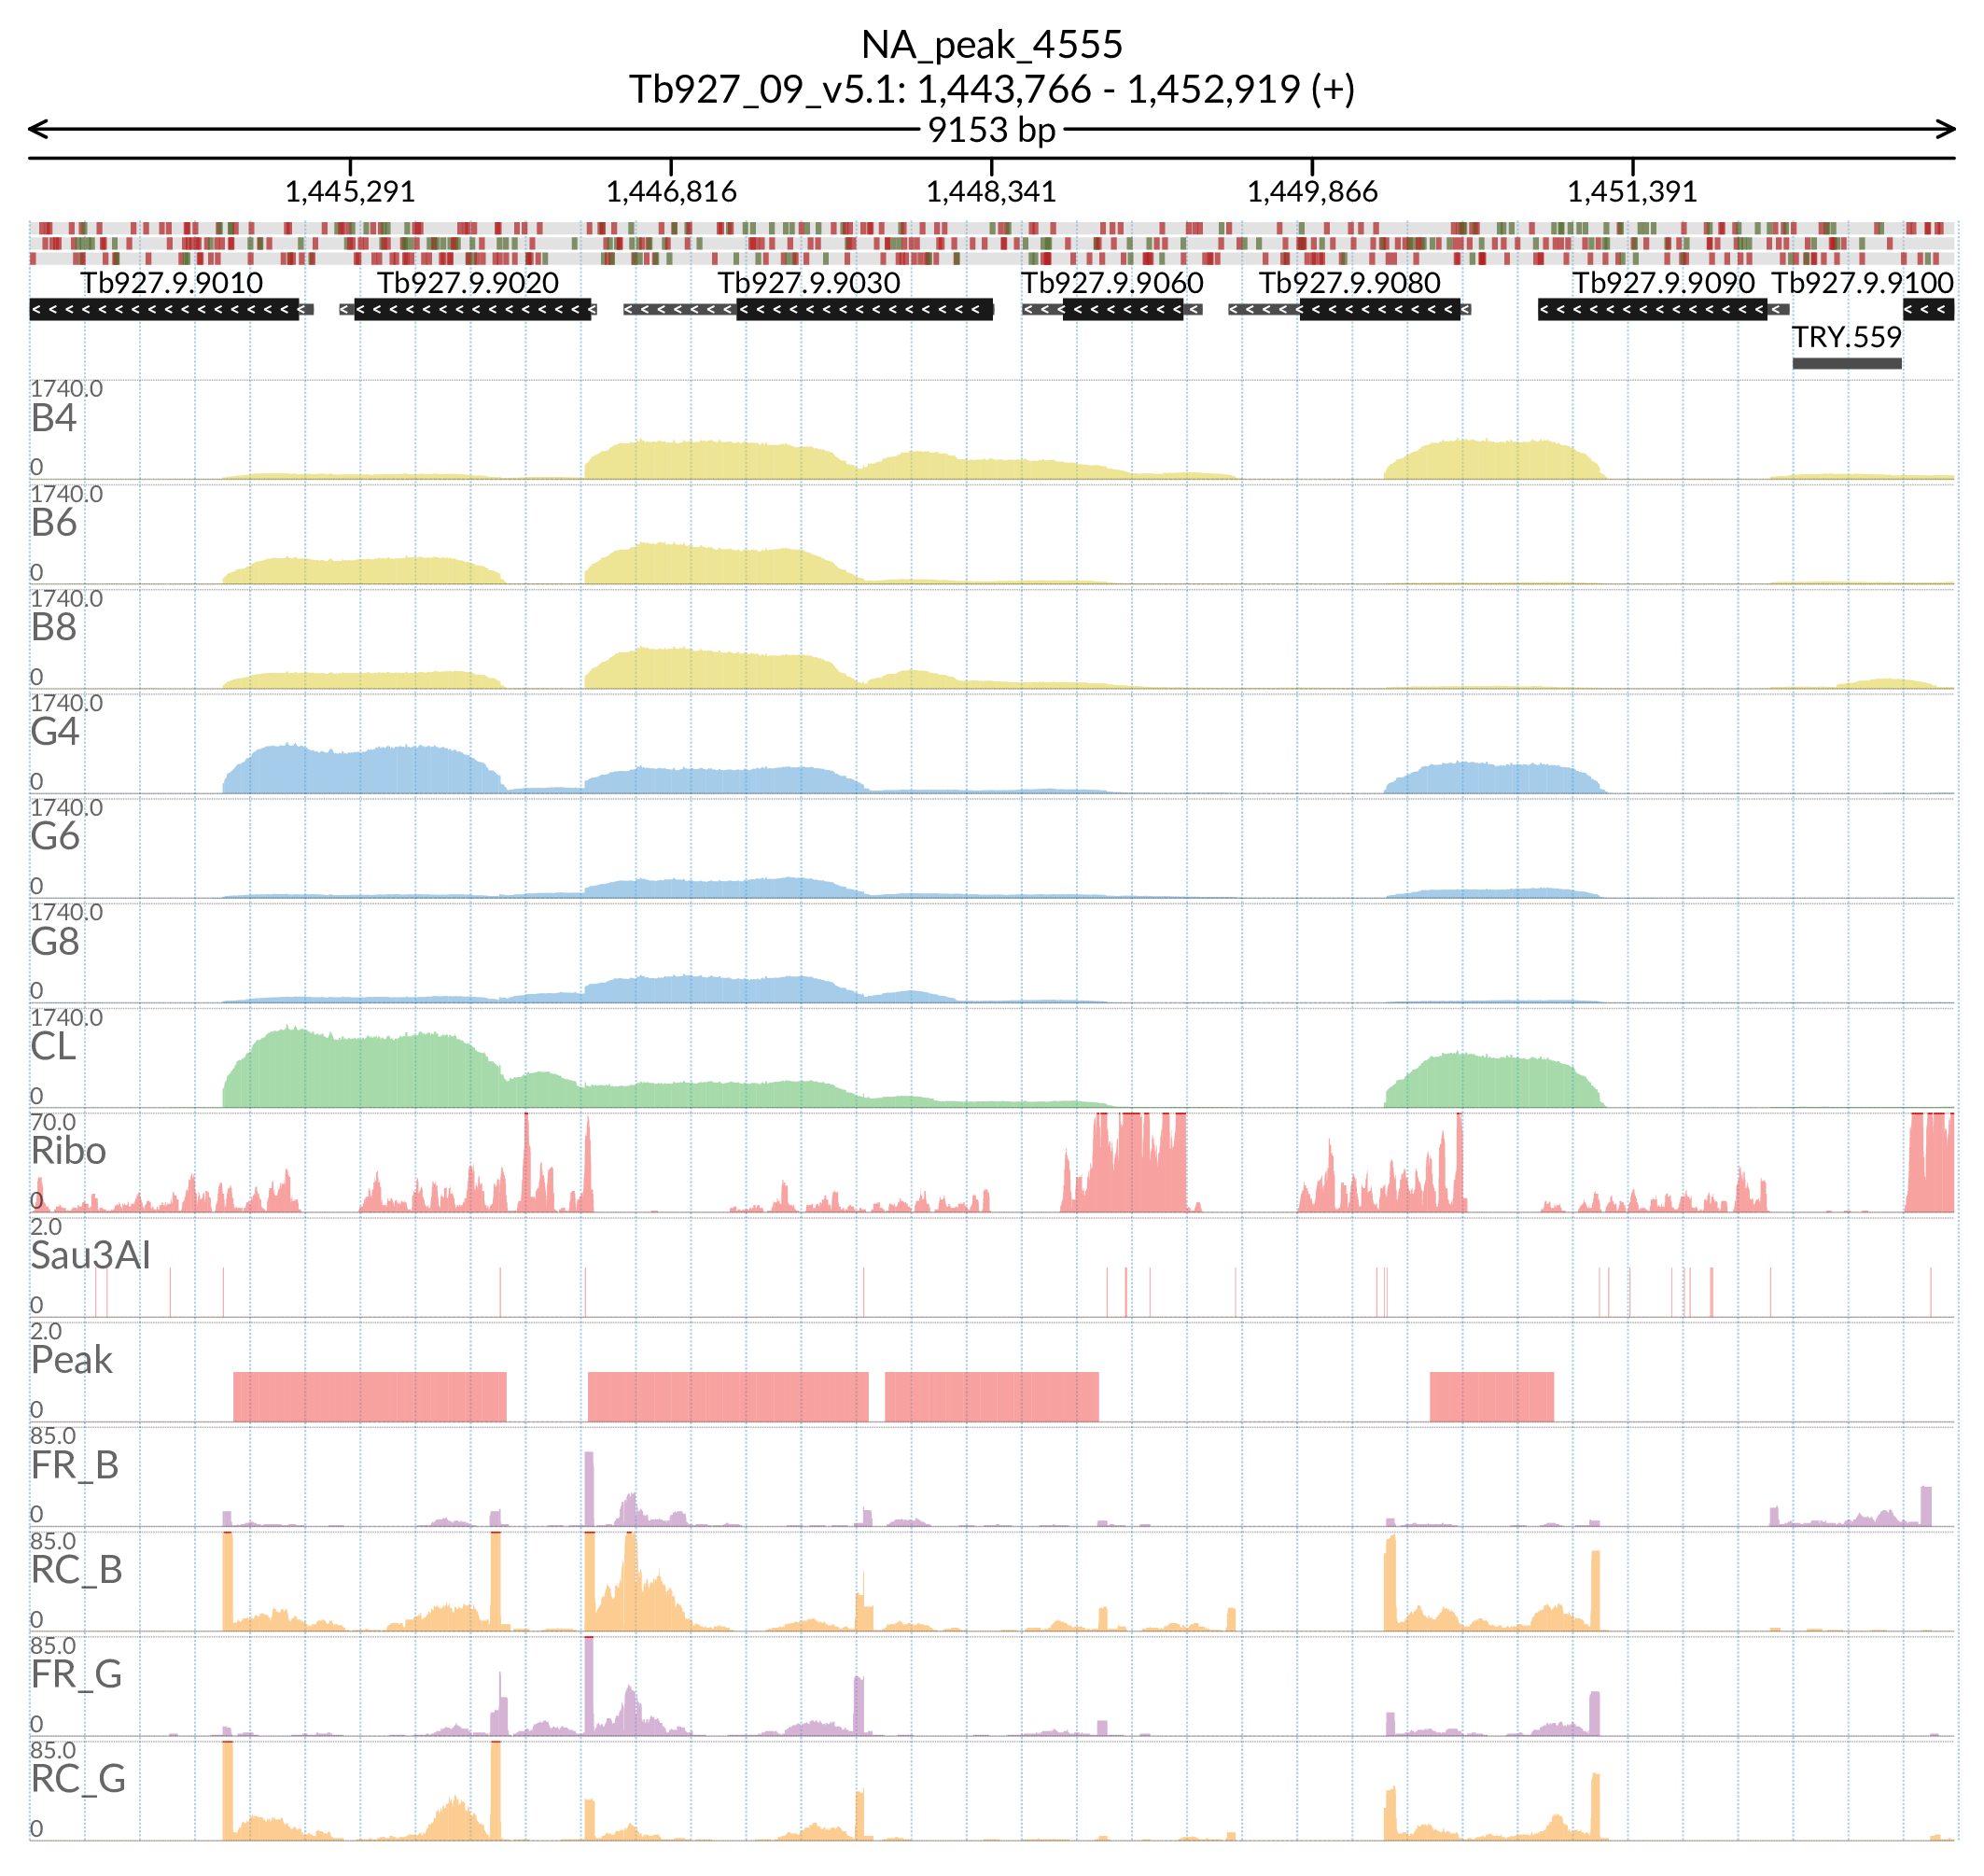 NA_peak_4555
Tb927_09_v5.1: 1,443,766 - 1,452,919 (+)
9153 bp
1,445,291 1,446,816 1,448,341 1,449,866 1,451,391
Tb927.9.9010 Tb927.9.9020 Tb927.9.9030 Tb927.9.9060 Tb927.9.9080 Tb927.9.9090 Tb927.9.9100
TRY.559
1740.0
B4
0
1740.0
B6
0
1740.0
B8
0
1740.0
G4
0
1740.0
G6
0
1740.0
G8
0
1740.0
CL
0
70.0
Ribo
0
2.0
Sau3AI
0
2.0
Peak
0
85.0
FR_B
0
85.0
RC_B
0
85.0
FR_G
0
85.0
RC_G
0